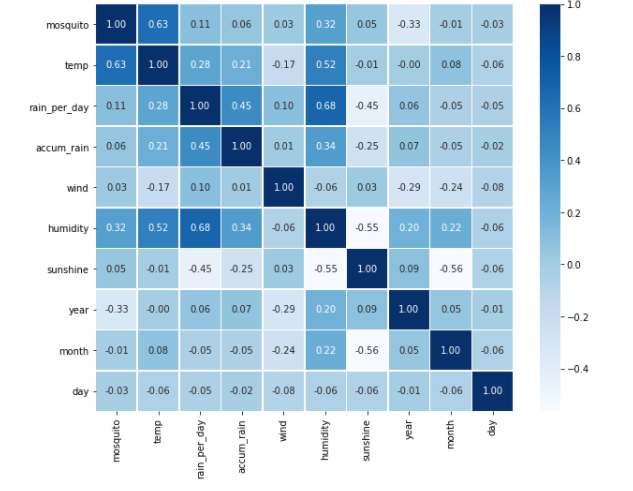 mosquito 1.00 0.63 0.11 0.06 0.03 0.32 0.05 -0.33 -0.01 -0.03
temp 0.63 1.00 0.28 0.21 -0.17 0.52 -0.01 -0.00 0.08 -0.06
rain_per_day 0.11 0.28 1.00 0.45 0.10 0.68 -0.45 0.06 -0.05 -0.05
accum_rain 0.06 0.21 0.45 1.00 0.01 0.34 -0.25 0.07 -0.05 -0.02
wind 0.03 -0.17 0.10 0.01 1.00 -0.06 0.03 -0.29 -0.24 -0.08
humidity 0.32 0.52 0.68 0.34 -0.06 1.00 -0.55 0.20 0.22 -0.06
sunshine 0.05 -0.01 -0.45 -0.25 0.03 -0.55 1.00 0.09 -0.56 -0.06
year -0.33 -0.00 0.06 0.07 -0.29 0.20 0.09 1.00 0.05 -0.01
month -0.01 0.08 -0.05 -0.05 -0.24 0.22 -0.56 0.05 1.00 -0.06
day -0.03 -0.06 -0.05 -0.02 -0.08 -0.06 -0.06 -0.01 -0.06 1.00
mosquito temp rain_per_day accum_rain wind humidity sunshine year month day
1.0
0.8
0.6
0.4
0.2
0.0
−0.2
−0.4